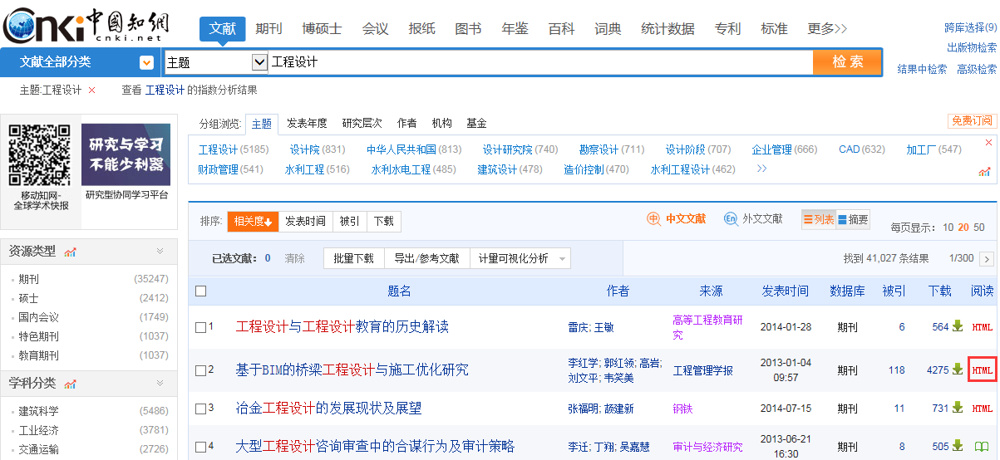 Cnki 中國知網
cnki.net
文献 期刊 博硕士 会议 报纸 图书 年鉴 百科 词典 统计数据 专利 标准 更多>>
跨库选择(9)
出版物检索
文献全部分类 主题 工程设计 检索
结果中检索 高级检索
主题:工程设计 × 查看 工程设计 的指数分析结果
研究与学习
不能少利器
移动知网-
全球学术快报
研究型协同学习平台
分组浏览: 主题 发表年度 研究层次 作者 机构 基金 免费订阅
工程设计(5185) 设计院(831) 中华人民共和国(813) 设计研究院(740) 勘察设计(711) 设计阶段(707) 企业管理(666) CAD(632) 加工厂(547) ×
财政管理(541) 水利工程(516) 水利水电工程(485) 建筑设计(478) 造价控制(470) 水利工程设计(462) >>
排序: 相关度↓ 发表时间 被引 下载 中 中文文献 En 外文文献 列表 摘要 每页显示: 10 20 50
已选文献: 0 清除 批量下载 导出/参考文献 计量可视化分析 找到 41,027 条结果 1/300 >
题名 作者 来源 发表时间 数据库 被引 下载 阅读
1 工程设计与工程设计教育的历史解读 雷庆; 王敏 高等工程教育研究 2014-01-28 期刊 6 564 HTML
2 基于BIM的桥梁工程设计与施工优化研究 李红学; 郭红领; 高岩; 刘文平; 韦笑美 工程管理学报 2013-01-04 09:57 期刊 118 4275 HTML
3 冶金工程设计的发展现状及展望 张福明; 颉建新 钢铁 2014-07-15 期刊 11 731 HTML
4 大型工程设计咨询审查中的合谋行为及审计策略 李迁; 丁翔; 吴嘉慧 审计与经济研究 2013-06-21 16:30 期刊 8 505
资源类型
期刊 (35247)
硕士 (2412)
国内会议 (1749)
特色期刊 (1037)
教育期刊 (1037)
学科分类
建筑科学 (5486)
工业经济 (3781)
交通运输 (2726)